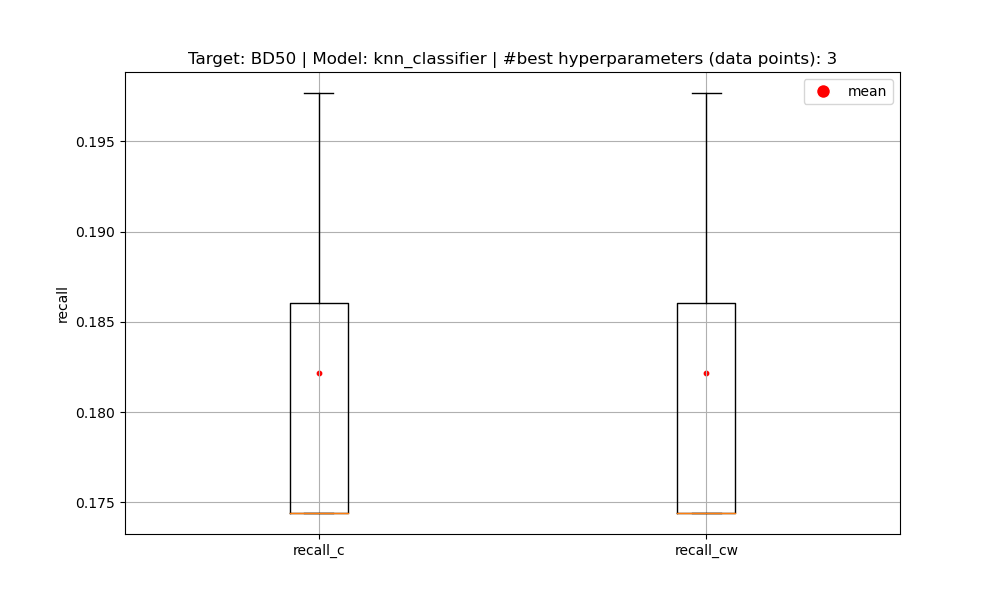 Target: BD50 | Model: knn_classifier | #best hyperparameters (data points): 3
mean
0.195
0.190
0.185
0.180
0.175
recall
recall_c
recall_cw